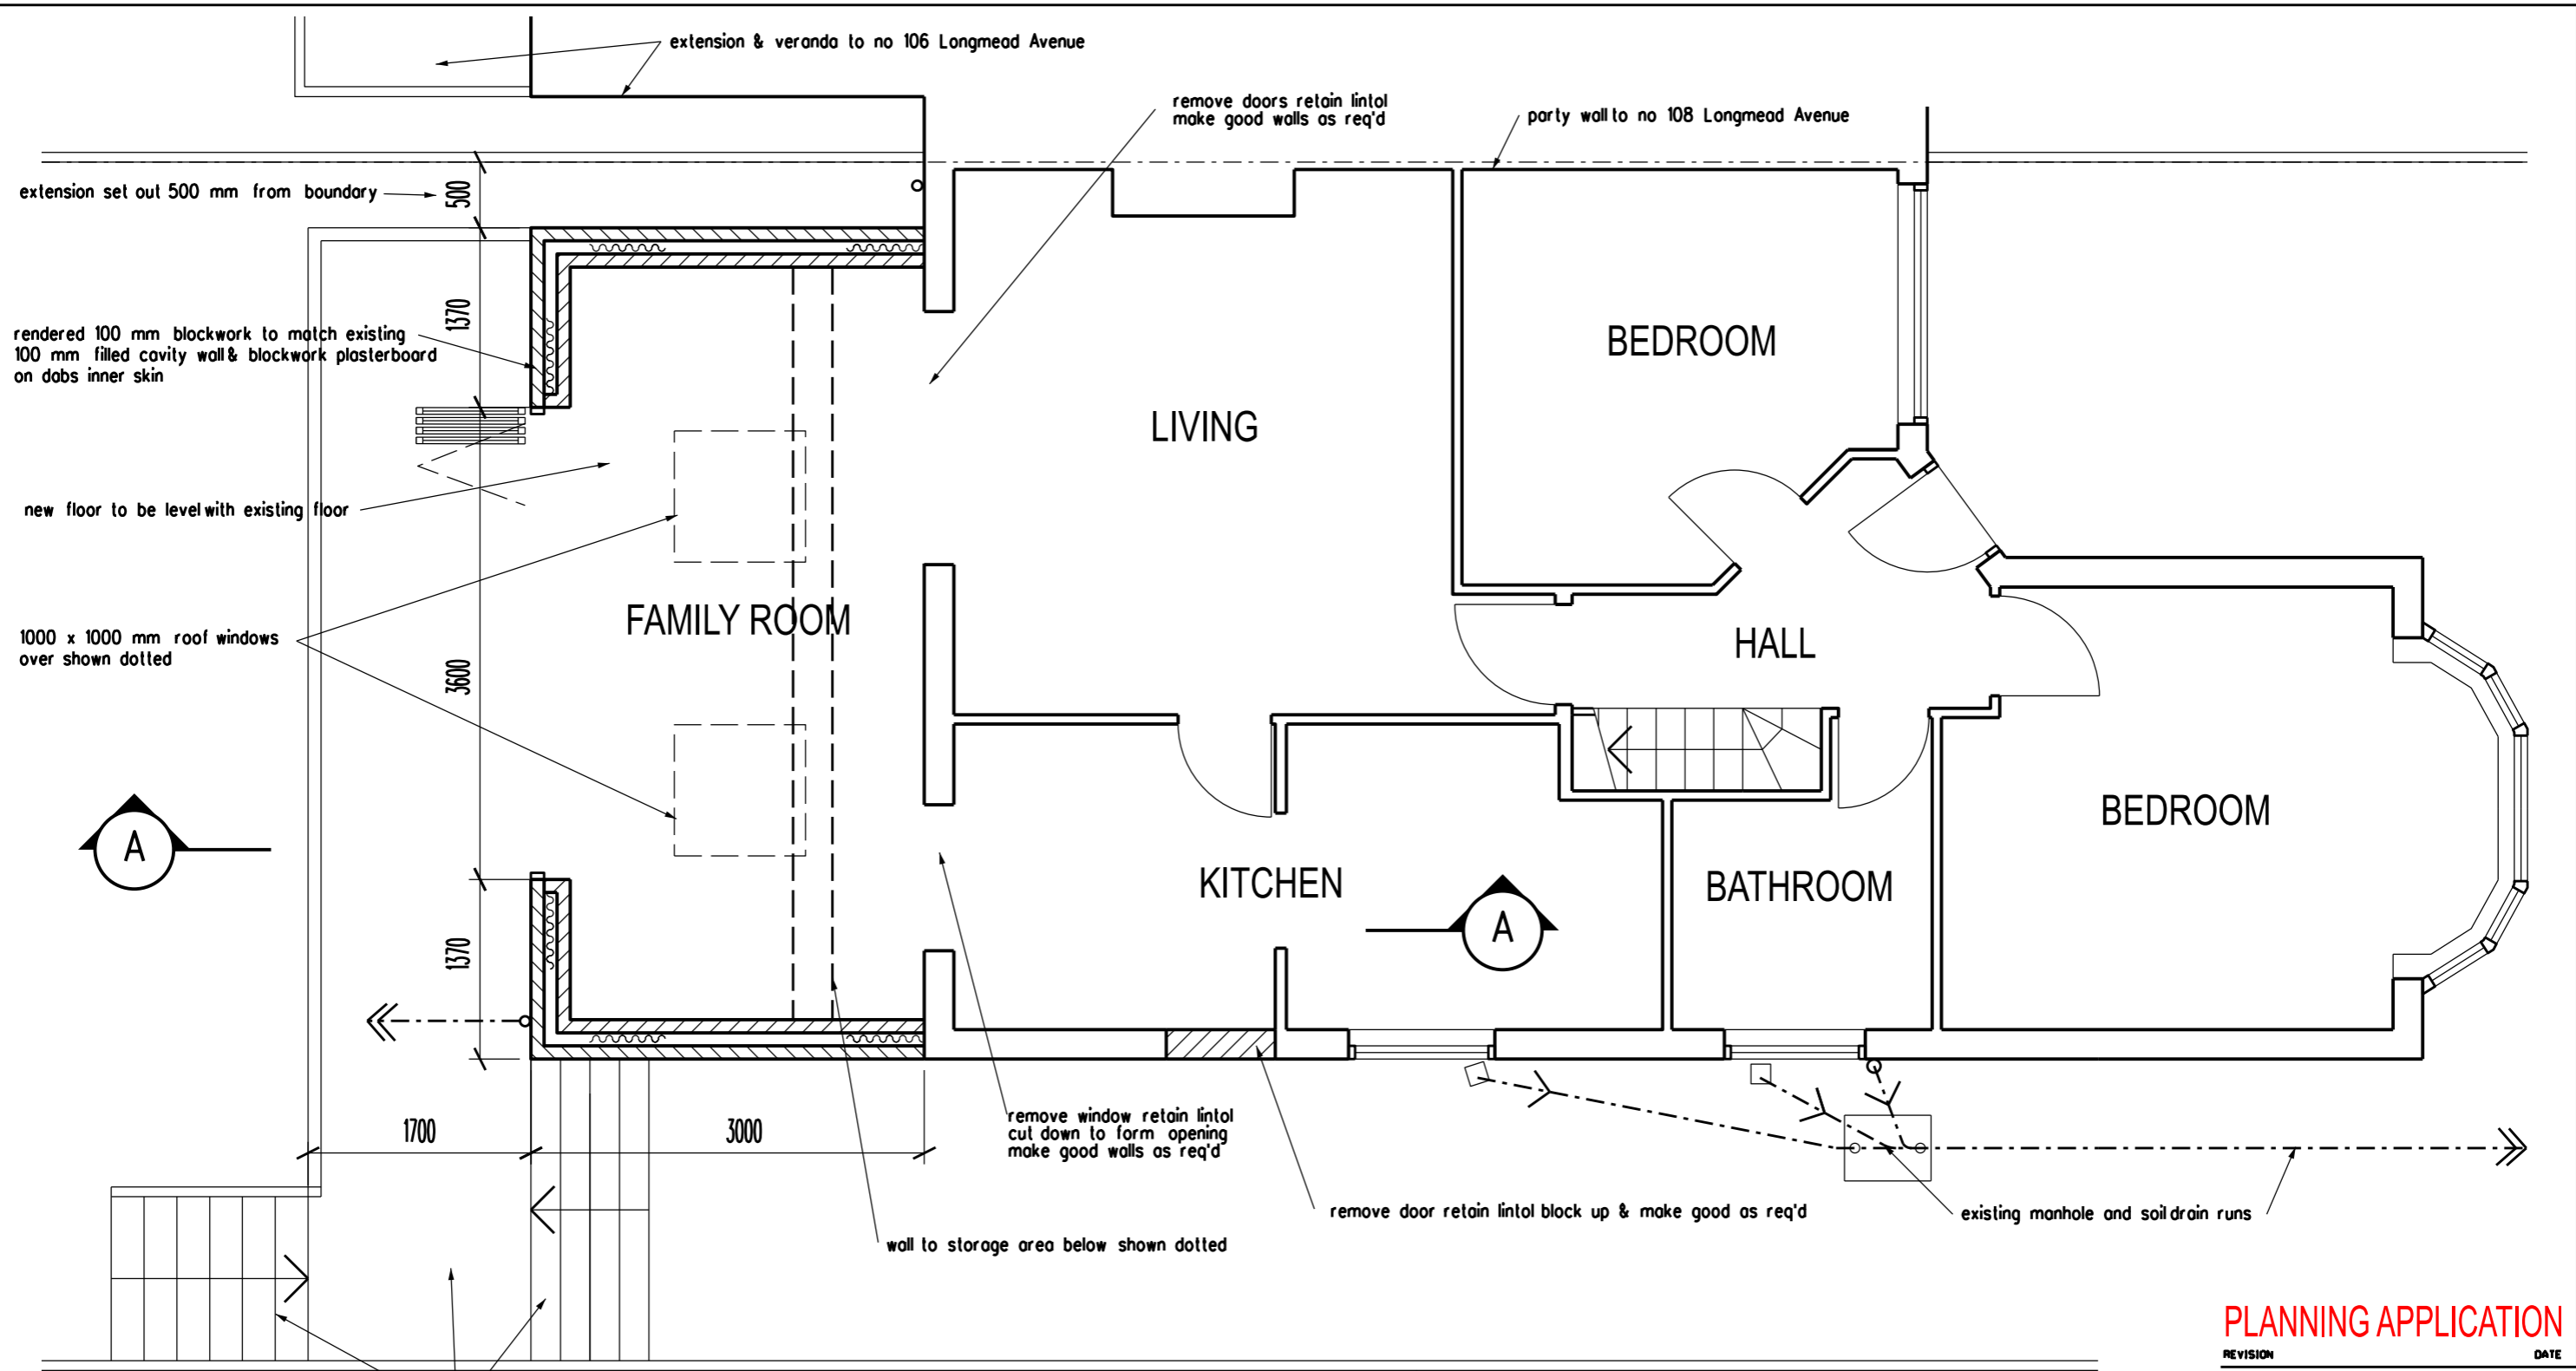 extension & veranda to no 106 Longmead Avenue
remove doors retain lintol
make good walls as req'd
party wall to no 108 Longmead Avenue
extension set out 500 mm from boundary
500
1370
rendered 100 mm blockwork to match existing
100 mm filled cavity wall & blockwork plasterboard
on dabs inner skin
BEDROOM
LIVING
new floor to be level with existing floor
FAMILY ROOM
1000 x 1000 mm roof windows
over shown dotted
3600
HALL
A
BEDROOM
KITCHEN
BATHROOM
A
1370
1700
3000
remove window retain lintol
cut down to form opening
make good walls as req'd
remove door retain lintol block up & make good as req'd
existing manhole and soil drain runs
wall to storage area below shown dotted
PLANNING APPLICATION
REVISION DATE